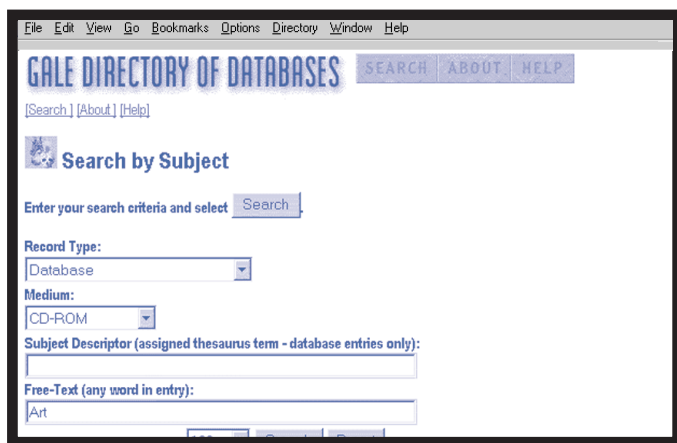 File Edit View Go Bookmarks Options Directory Window Help
GALE DIRECTORY OF DATABASES SEARCH ABOUT HELP
[Search ] [About ] [Help]
Search by Subject
Enter your search criteria and select Search .
Record Type:
Database
Medium:
CD-ROM
Subject Descriptor (assigned thesaurus term - database entries only):
Free-Text (any word in entry):
Art